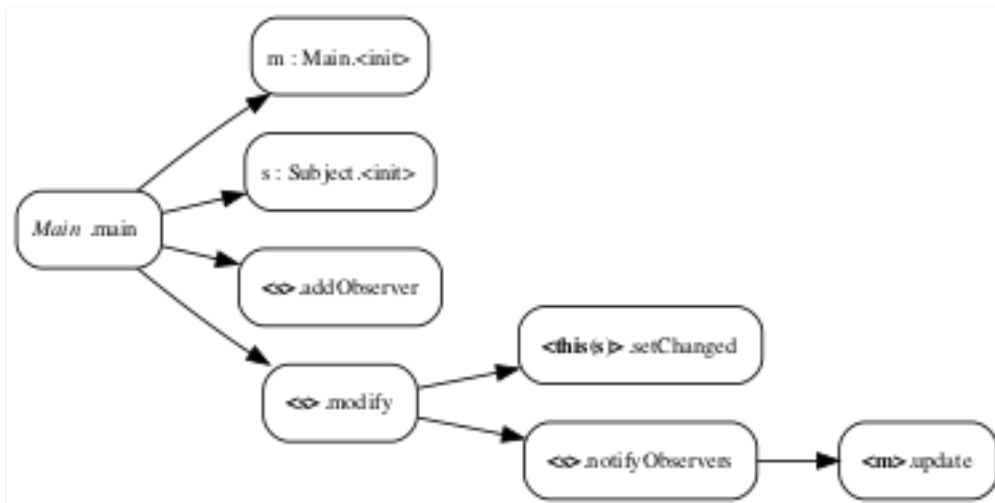 m : Main.<init>
s : Subject.<init>
Main .main
<s>.addObserver
<this(s)> .setChanged
<s> .modify
<s>.notifyObservers
<m>.update